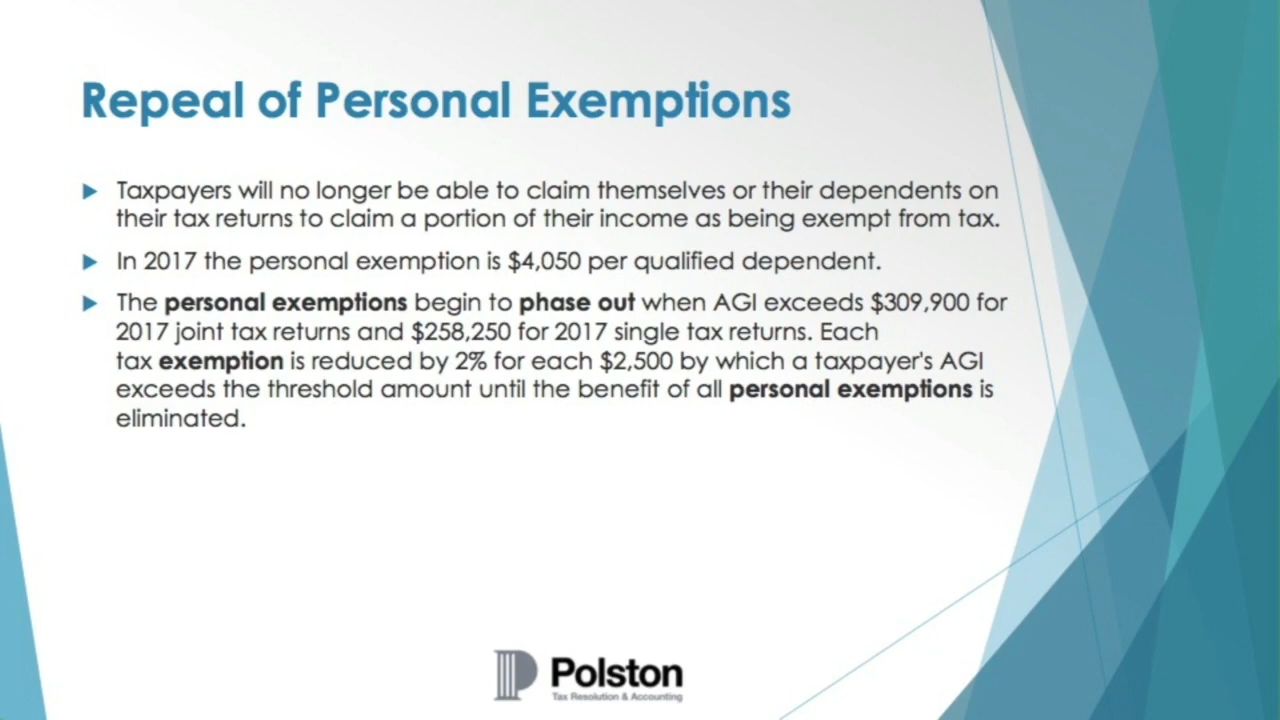 Repeal of Personal Exemptions
Taxpayers will no longer be able to claim themselves or their dependents on
their tax returns to claim a portion of their income as being exempt from tax.
In 2017 the personal exemption is $4,050 per qualified dependent.
The personal exemptions begin to phase out when AGI exceeds $309,900 for
2017 joint tax returns and $258,250 for 2017 single tax returns. Each
tax exemption is reduced by 2% for each $2,500 by which a taxpayer's AGI
exceeds the threshold amount until the benefit of all personal exemptions is
eliminated.
Polston
Tax Resolution & Accounting